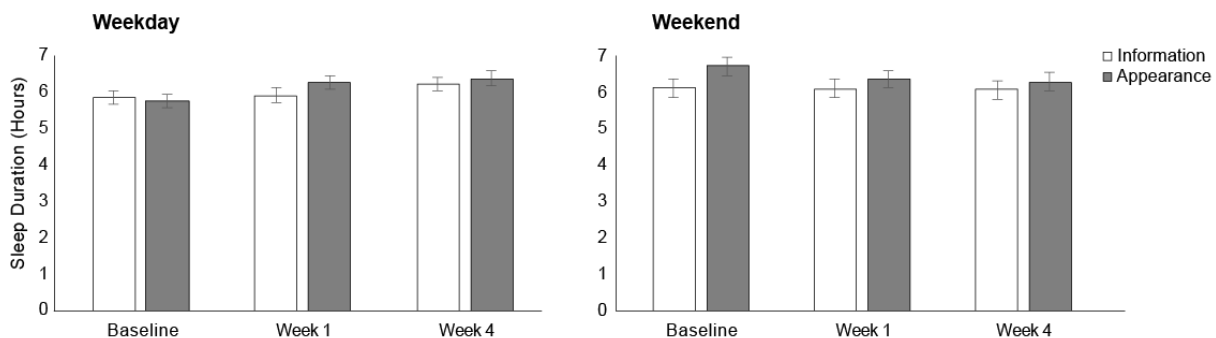 Weekday
Weekend
Sleep Duration (Hours)
7
6
5
4
3
2
1
0
Baseline
Week 1
Week 4
7
6
5
4
3
2
1
0
Baseline
Week 1
Week 4
Information
Appearance